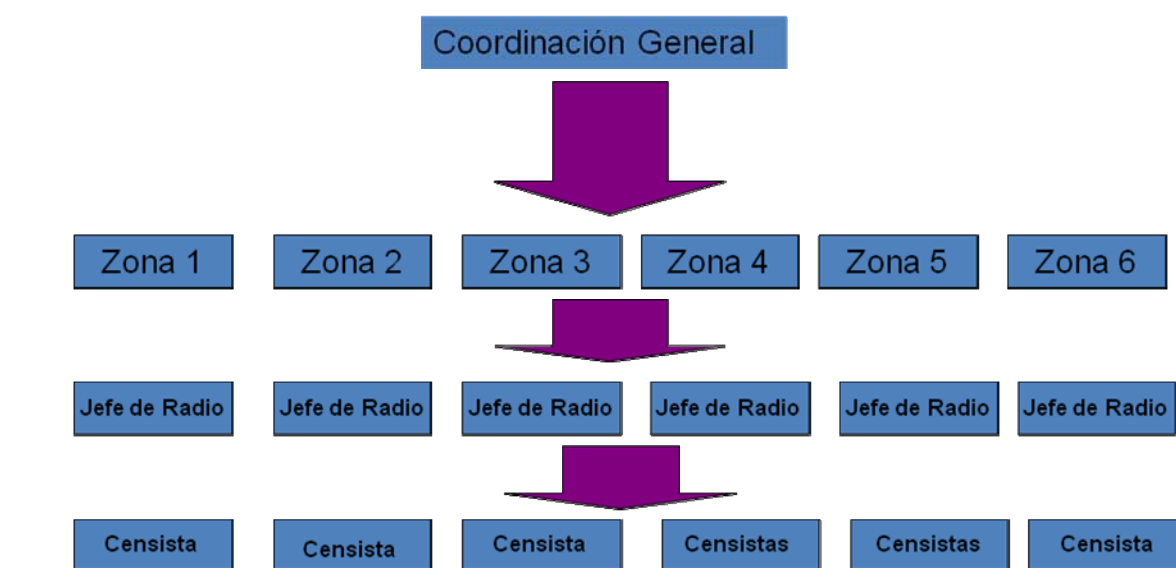 Coordinación General
Zona 1 Zona 2 Zona 3 Zona 4 Zona 5 Zona 6
Jefe de Radio Jefe de Radio Jefe de Radio Jefe de Radio Jefe de Radio Jefe de Radio
Censista Censista Censista Censistas Censistas Censista